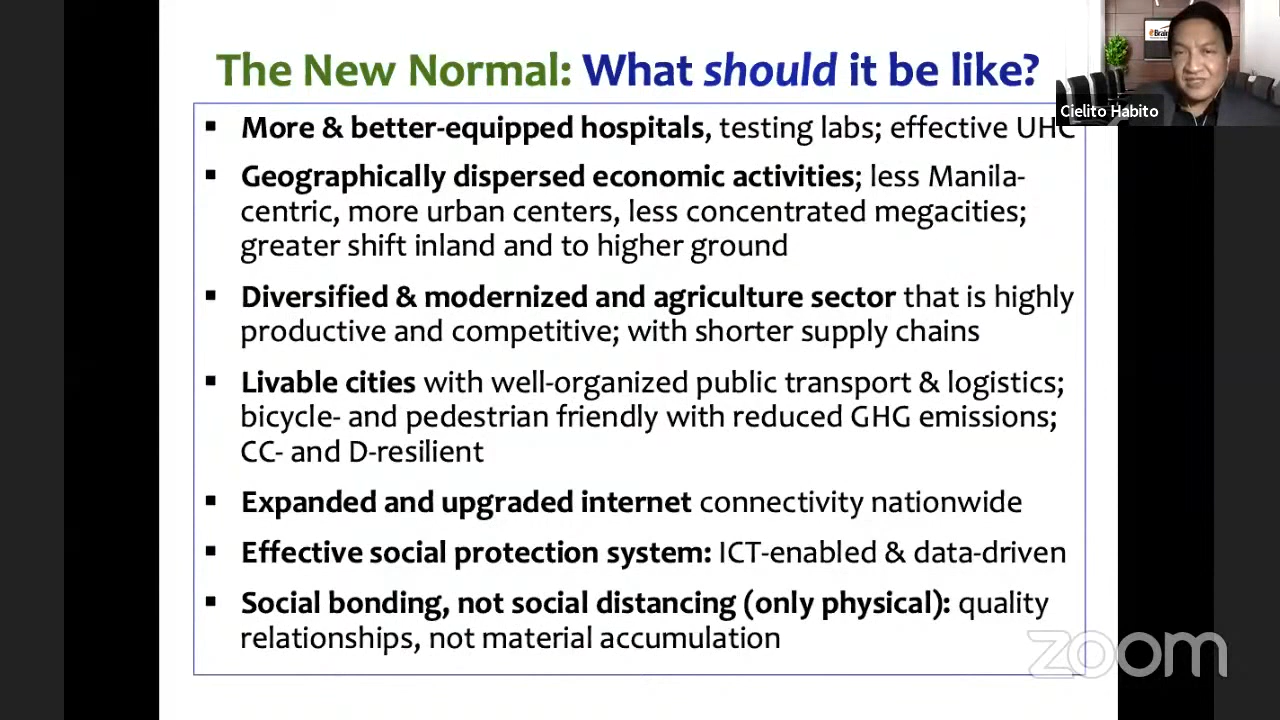 The New Normal: What should it be like?
Brain
Cielito Habito
▪ More & better-equipped hospitals, testing labs; effective UHC
▪ Geographically dispersed economic activities; less Manila-
centric, more urban centers, less concentrated megacities;
greater shift inland and to higher ground
▪ Diversified & modernized and agriculture sector that is highly
productive and competitive; with shorter supply chains
▪ Livable cities with well-organized public transport & logistics;
bicycle- and pedestrian friendly with reduced GHG emissions;
CC- and D-resilient
▪ Expanded and upgraded internet connectivity nationwide
▪ Effective social protection system: ICT-enabled & data-driven
▪ Social bonding, not social distancing (only physical): quality
relationships, not material accumulation
zoom